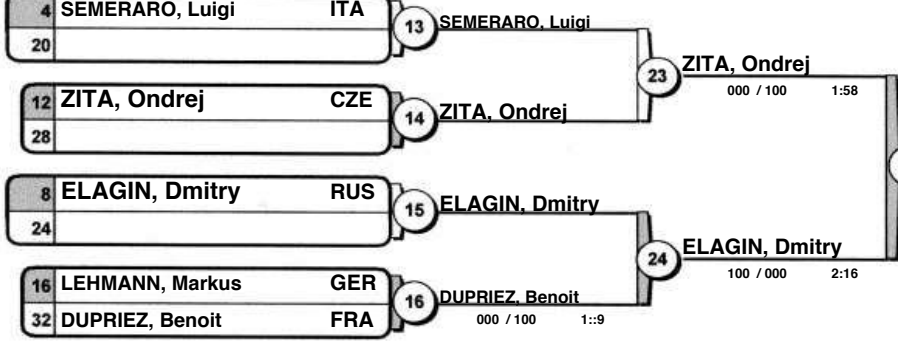 4 SEMERARO, Luigi ITA
20
13 SEMERARO, Luigi
12 ZITA, Ondrej CZE
28
14 ZITA, Ondrej
23 ZITA, Ondrej
000 / 100 1:58
8 ELAGIN, Dmitry RUS
24
15 ELAGIN, Dmitry
16 LEHMANN, Markus GER
32 DUPRIEZ, Benoit FRA
16 DUPRIEZ, Benoit
000 / 100 1::9
24 ELAGIN, Dmitry
100 / 000 2:16